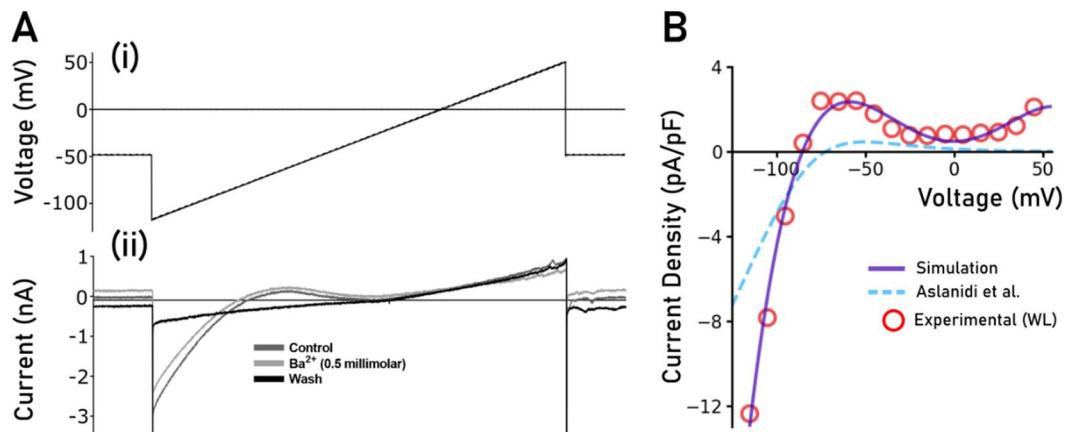 A
(i)
Voltage (mV)
50
0
-50
-100
(ii)
Current (nA)
1
0
-1
-2
-3
Control
Ba²⁺ (0.5 millimolar)
Wash
B
Current Density (pA/pF)
4
0
−4
−8
−12
−100
−50
0
50
Voltage (mV)
Simulation
Aslanidi et al.
Experimental (WL)